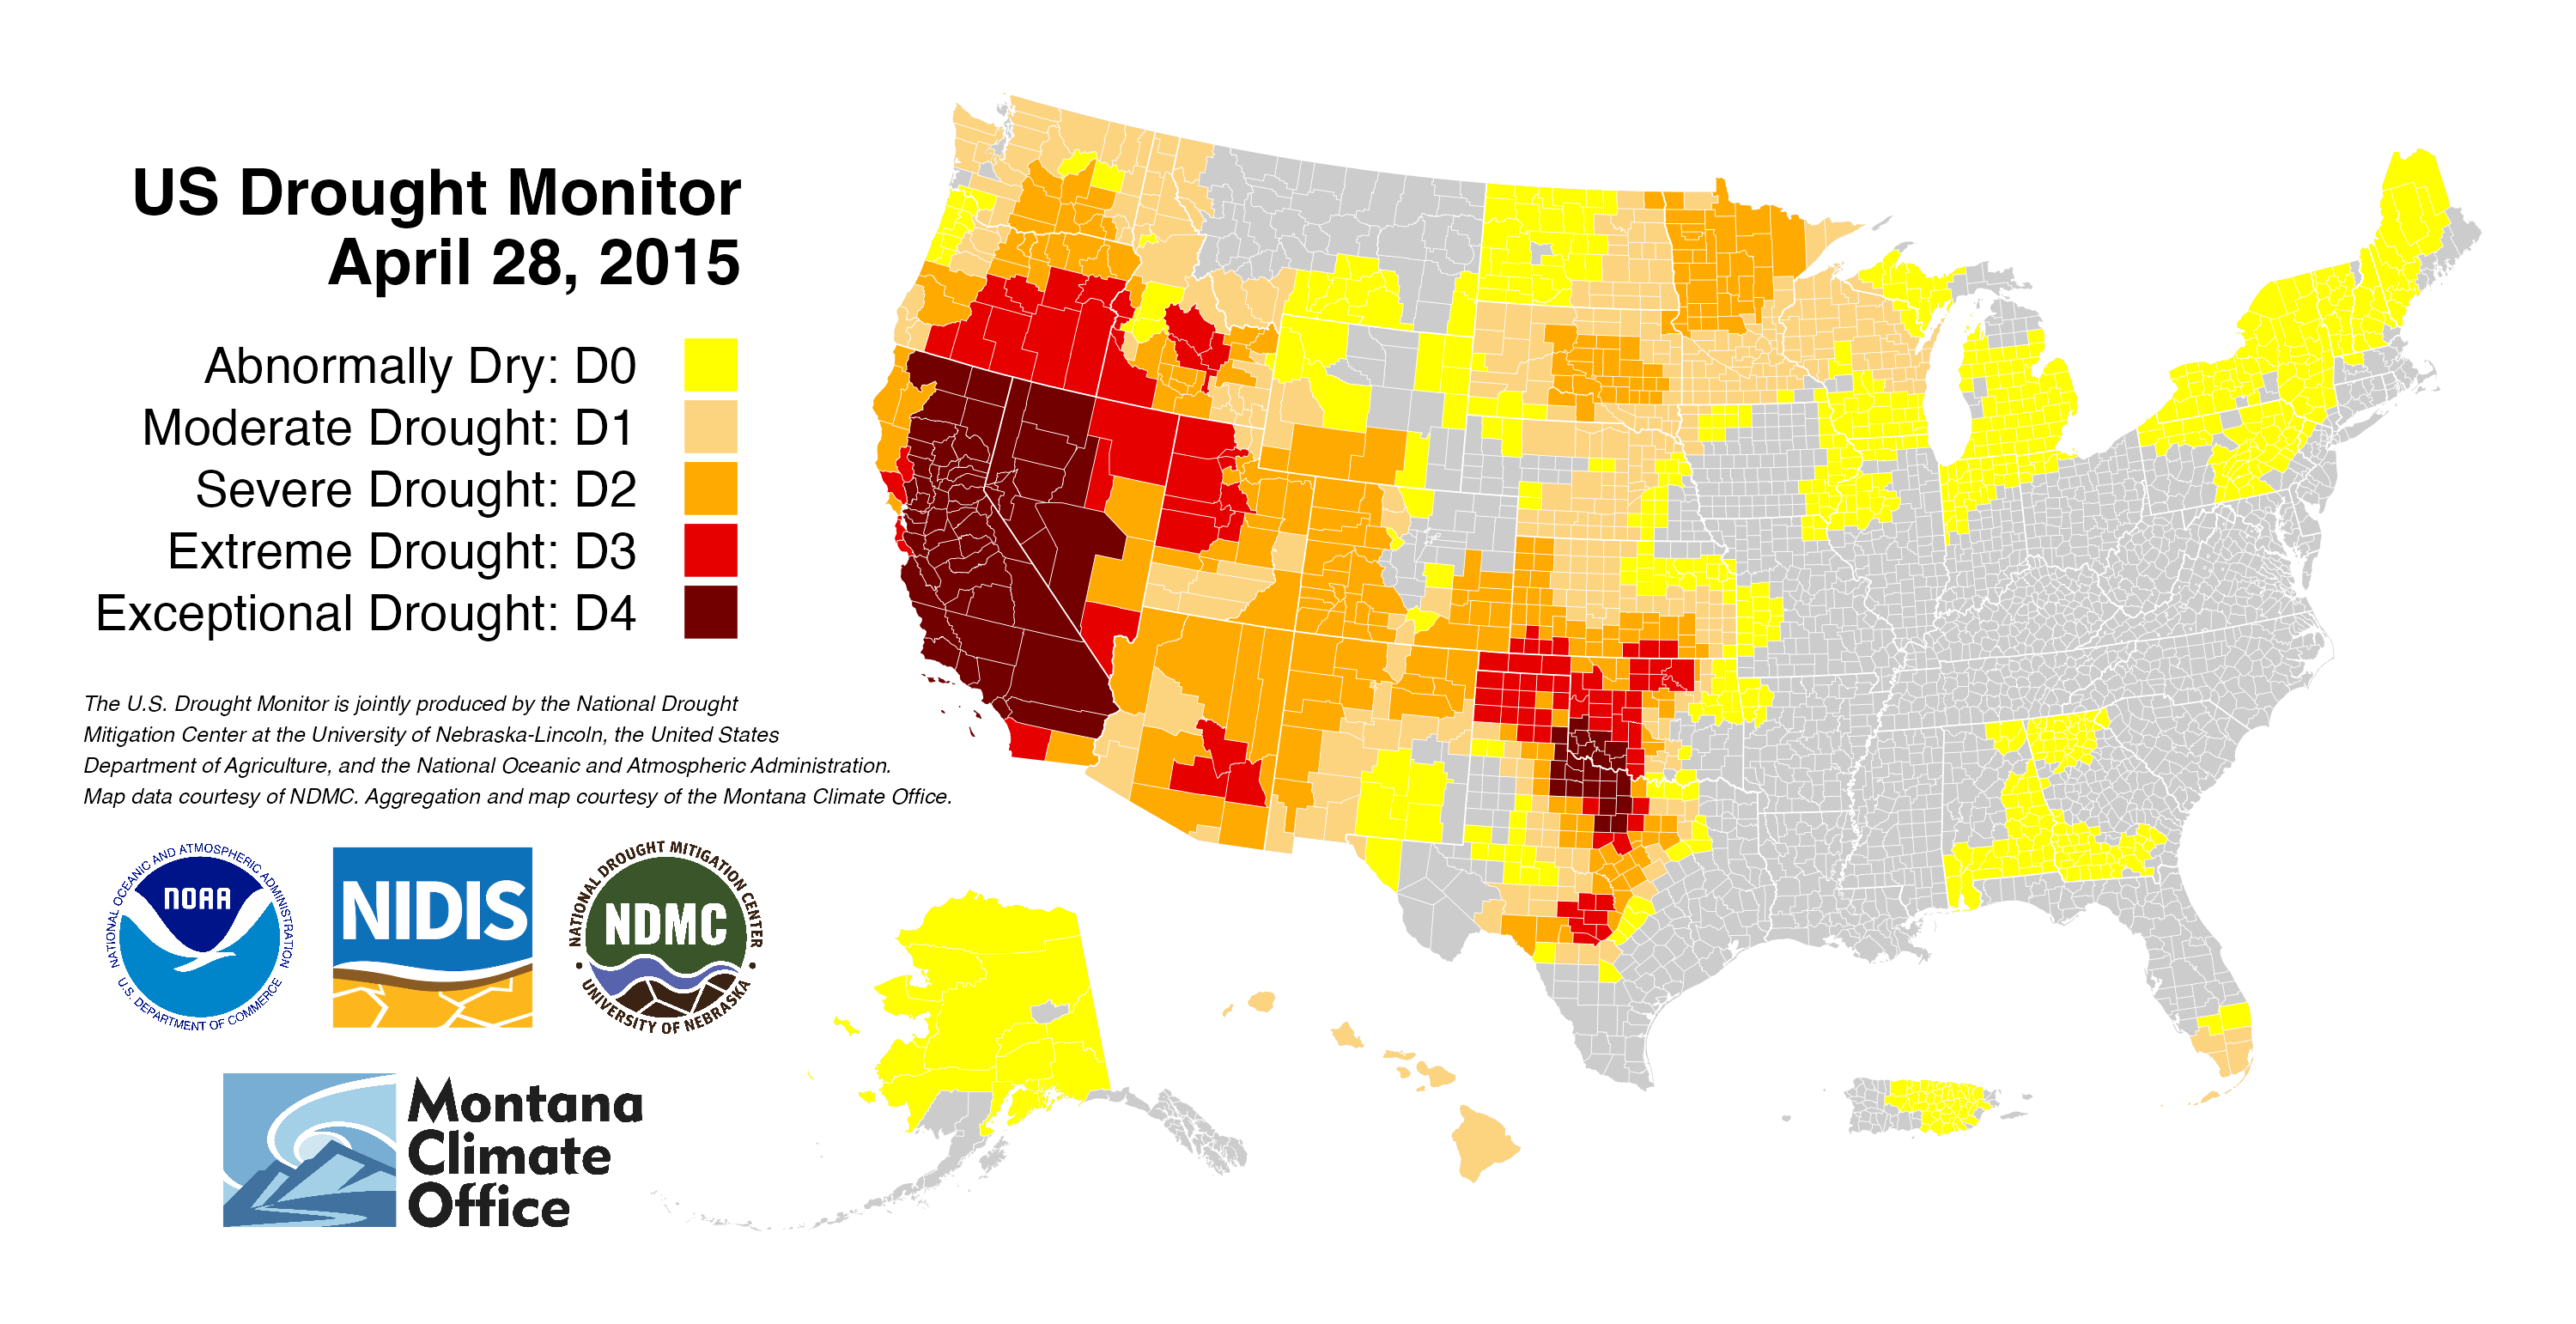 US Drought Monitor
April 28, 2015
Abnormally Dry: D0
Moderate Drought: D1
Severe Drought: D2
Extreme Drought: D3
Exceptional Drought: D4
The U.S. Drought Monitor is jointly produced by the National Drought
Mitigation Center at the University of Nebraska-Lincoln, the United States
Department of Agriculture, and the National Oceanic and Atmospheric Administration.
Map data courtesy of NDMC. Aggregation and map courtesy of the Montana Climate Office.
NATIONAL OCEANIC AND ATMOSPHERIC ADMINISTRATION
NOAA
U.S. DEPARTMENT OF COMMERCE
NIDIS
NATIONAL DROUGHT MITIGATION CENTER
NDMC
UNIVERSITY OF NEBRASKA
Montana
Climate
Office